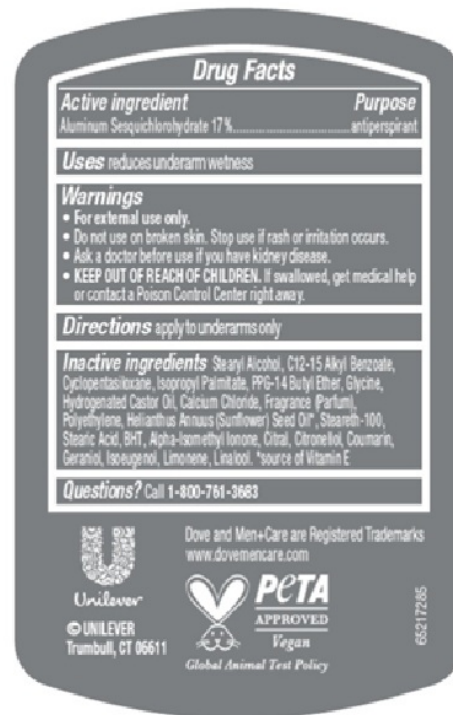 Drug Facts
Active ingredient Purpose
Aluminum Sesquichlorohydrate 17%........................................antiperspirant
Uses reduces underarm wetness
Warnings
• For external use only.
• Do not use on broken skin. Stop use if rash or irritation occurs.
• Ask a doctor before use if you have kidney disease.
• KEEP OUT OF REACH OF CHILDREN. If swallowed, get medical help
or contact a Poison Control Center right away.
Directions apply to underarms only
Inactive ingredients Stearyl Alcohol, C12-15 Alkyl Benzoate,
Cyclopentasiloxane, Isopropyl Palmitate, PPG-14 Butyl Ether, Glycine,
Hydrogenated Castor Oil, Calcium Chloride, Fragrance (Parfum),
Polyethylene, Helianthus Annuus (Sunflower) Seed Oil*, Steareth-100,
Stearic Acid, BHT, Alpha-Isomethyl Ionone, Citral, Citronellol, Coumarin,
Geraniol, Isoeugenol, Limonene, Linalool. *source of Vitamin E
Questions? Call 1-800-761-3683
Dove and Men+Care are Registered Trademarks
www.dovemencare.com
Unilever
© UNILEVER
Trumbull, CT 06611
PETA
APPROVED
Vegan
Global Animal Test Policy
65217285